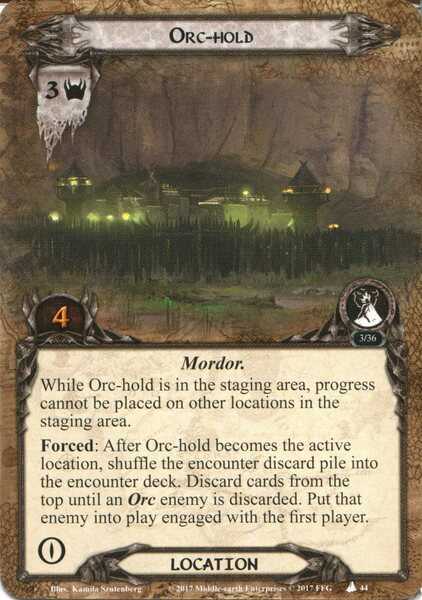 Orc-hold
3
4
3/36
Mordor.
While Orc-hold is in the staging area, progress
cannot be placed on other locations in the
staging area.
Forced: After Orc-hold becomes the active
location, shuffle the encounter discard pile into
the encounter deck. Discard cards from the
top until an Orc enemy is discarded. Put that
enemy into play engaged with the first player.
LOCATION
Illus. Kamila Szutenberg
©2017 Middle-earth Enterprises © 2017 FFG
44